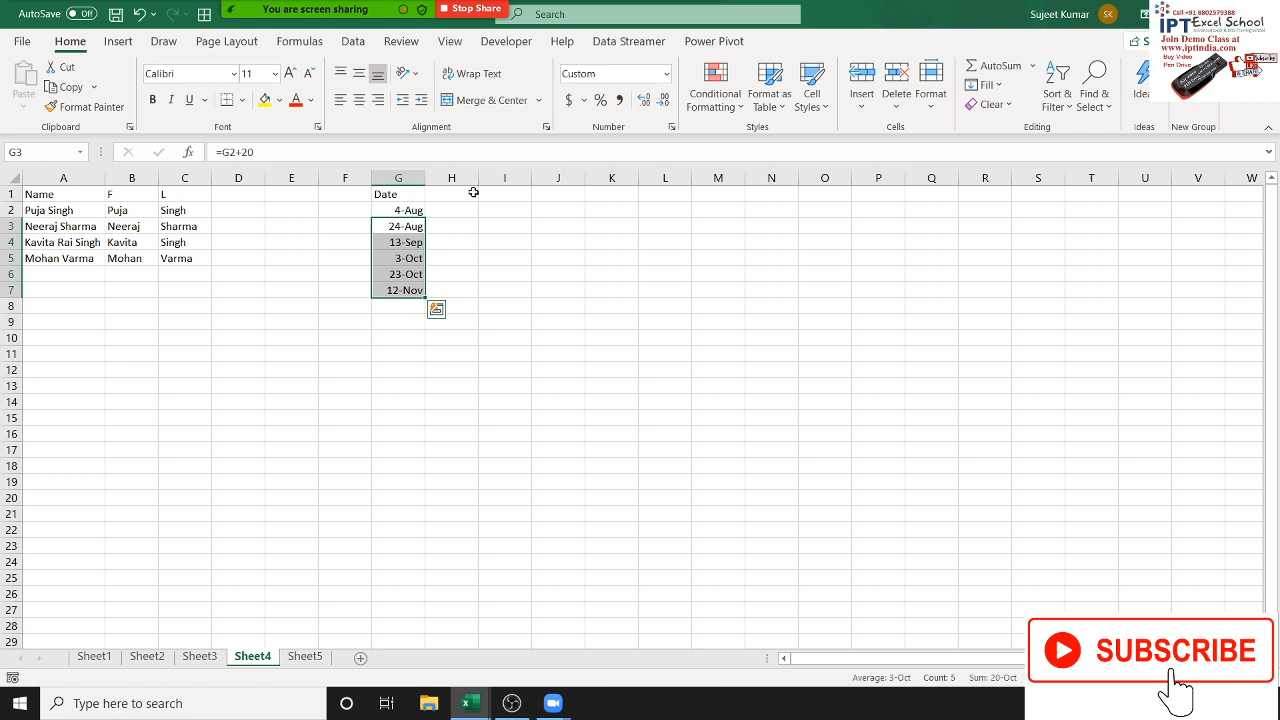 AutoSave Off
You are screen sharing
Stop Share
Search
Sujeet Kumar
SK
File Home Insert Draw Page Layout Formulas Data Review View Developer Help Data Streamer Power Pivot
Call +91 8802579388
IPT Excel School
Advanced Excel & VBA Training School
Join Demo Class at
www.iptindia.com
Buy Video
Pen Drive
Paste
Cut
Copy
Format Painter
Clipboard
Calibri 11
B I U
Font
Wrap Text
Merge & Center
Alignment
Custom
$ % ,
Number
Conditional Formatting
Format as Table
Cell Styles
Styles
Insert Delete Format
Cells
AutoSum
Fill
Clear
Sort & Filter
Find & Select
Editing
Ideas
New Group
G3 fx =G2+20
A B C D E F G H I J K L M N O P Q R S T U V W
1 Name F L Date
2 Puja Singh Puja Singh 4-Aug
3 Neeraj Sharma Neeraj Sharma 24-Aug
4 Kavita Rai Singh Kavita Singh 13-Sep
5 Mohan Varma Mohan Varma 3-Oct
6 23-Oct
7 12-Nov
8
9
10
11
12
13
14
15
16
17
18
19
20
21
22
23
24
25
26
27
28
29
SUBSCRIBE
Sheet1 Sheet2 Sheet3 Sheet4 Sheet5
Average: 3-Oct Count: 5 Sum: 20-Oct
Type here to search